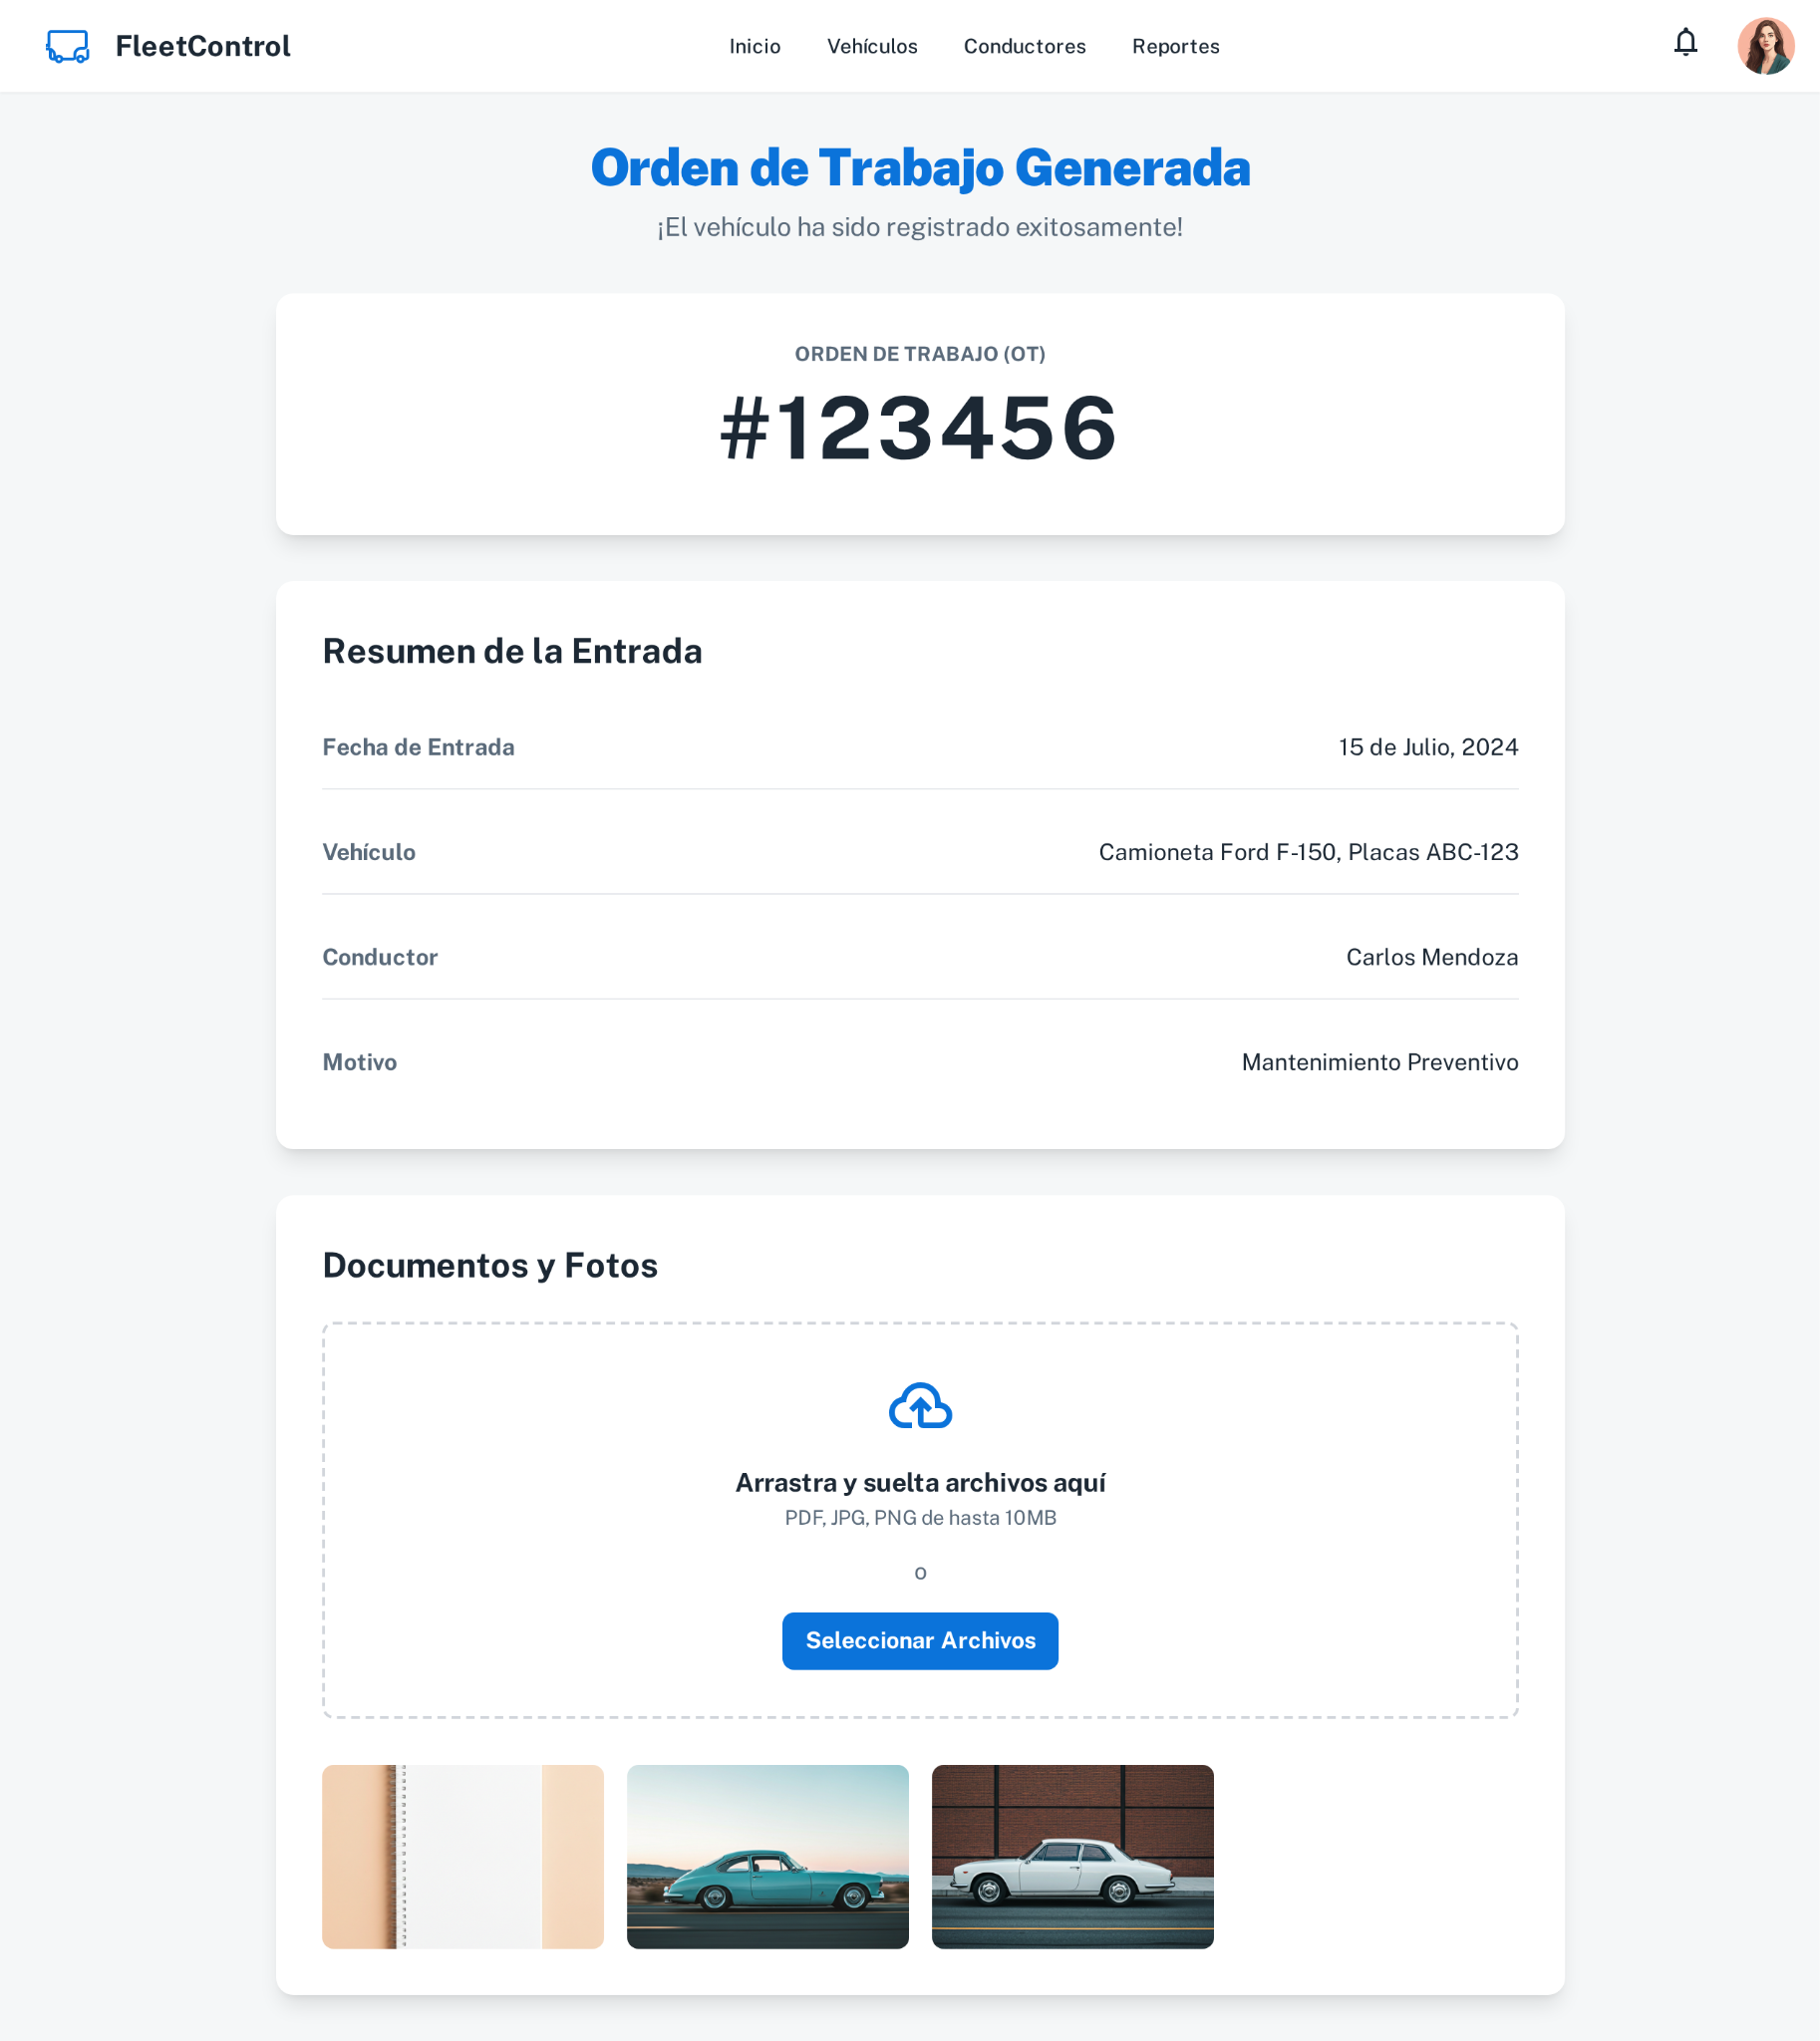 FleetControl
Inicio
Vehículos
Conductores
Reportes
Orden de Trabajo Generada
¡El vehículo ha sido registrado exitosamente!
ORDEN DE TRABAJO (OT)
#123456
Resumen de la Entrada
Fecha de Entrada
15 de Julio, 2024
Vehículo
Camioneta Ford F-150, Placas ABC-123
Conductor
Carlos Mendoza
Motivo
Mantenimiento Preventivo
Documentos y Fotos
Arrastra y suelta archivos aquí
PDF, JPG, PNG de hasta 10MB
o
Seleccionar Archivos